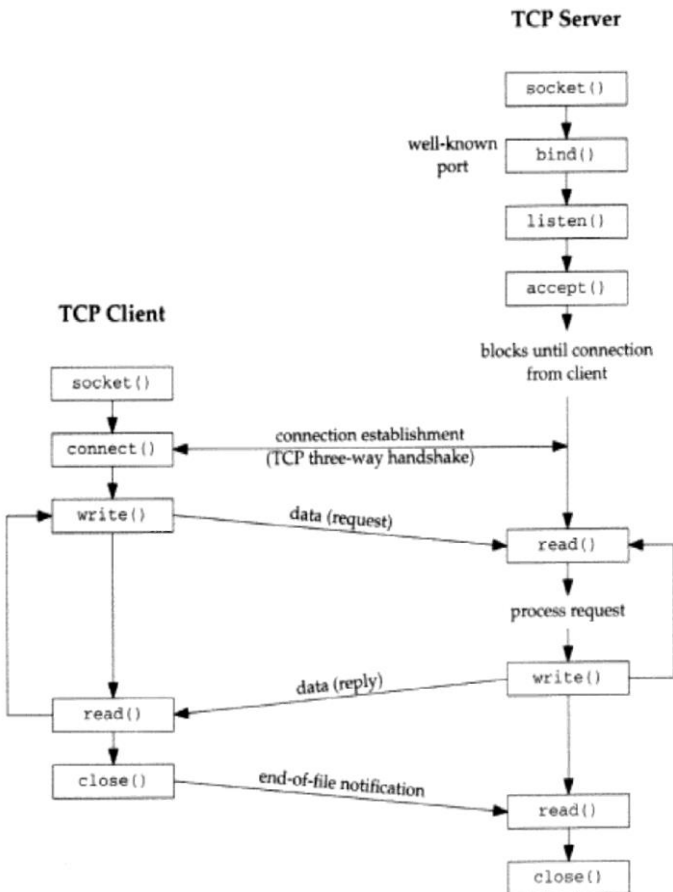 TCP Server
socket()
well-known
port
bind()
listen()
accept()
TCP Client
blocks until connection
from client
socket()
connect()
connection establishment
(TCP three-way handshake)
write()
data (request)
read()
process request
write()
data (reply)
read()
close()
end-of-file notification
read()
close()